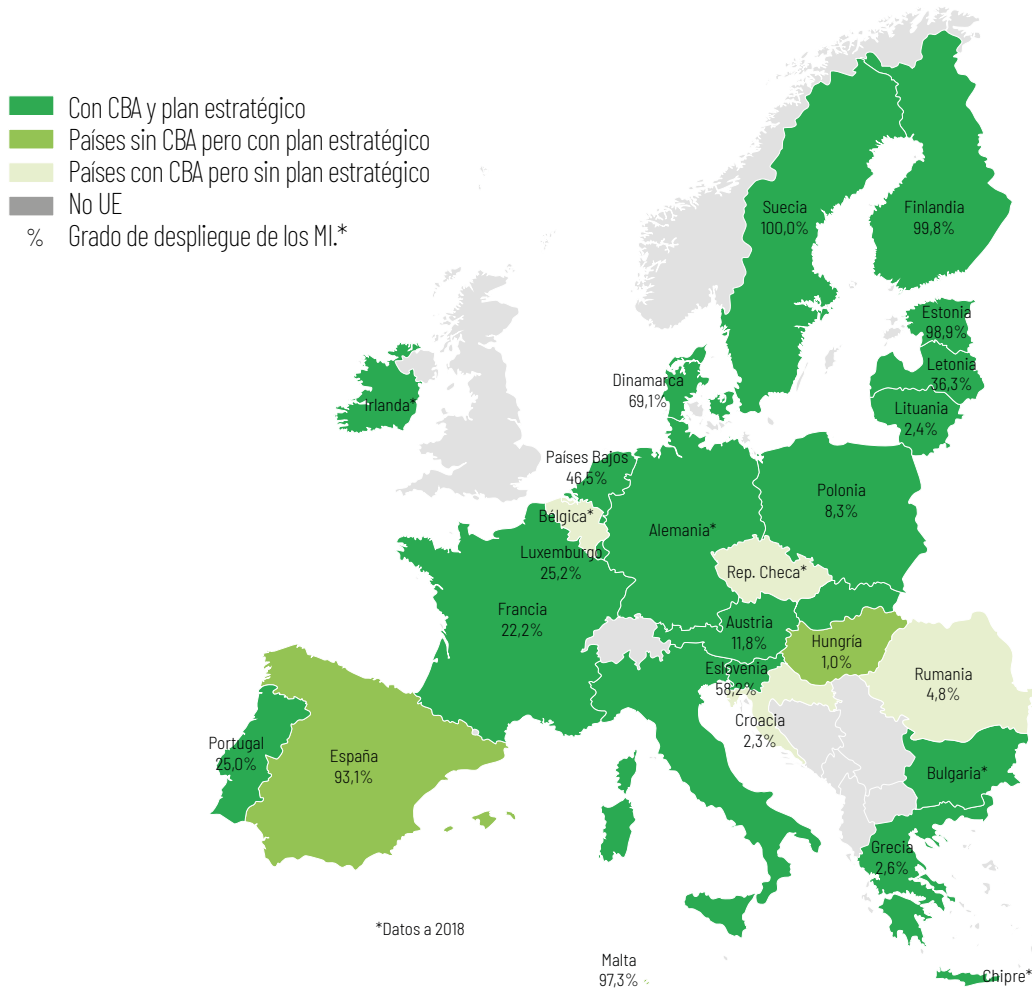 Con CBA y plan estratégico
Países sin CBA pero con plan estratégico
Países con CBA pero sin plan estratégico
No UE
% Grado de despliegue de los MI.*
Suecia
100,0%
Finlandia
99,8%
Estonia
98,9%
Letonia
36,3%
Lituania
2,4%
Dinamarca
69,1%
Irlanda*
Países Bajos
46,5%
Polonia
8,3%
Bélgica*
Alemania*
Luxemburgo
25,2%
Rep. Checa*
Francia
22,2%
Austria
11,8%
Hungría
1,0%
Eslovenia
58,2%
Rumania
4,8%
Croacia
2,3%
Portugal
25,0%
España
93,1%
Bulgaria*
Grecia
2,6%
*Datos a 2018
Malta
97,3%
Chipre*